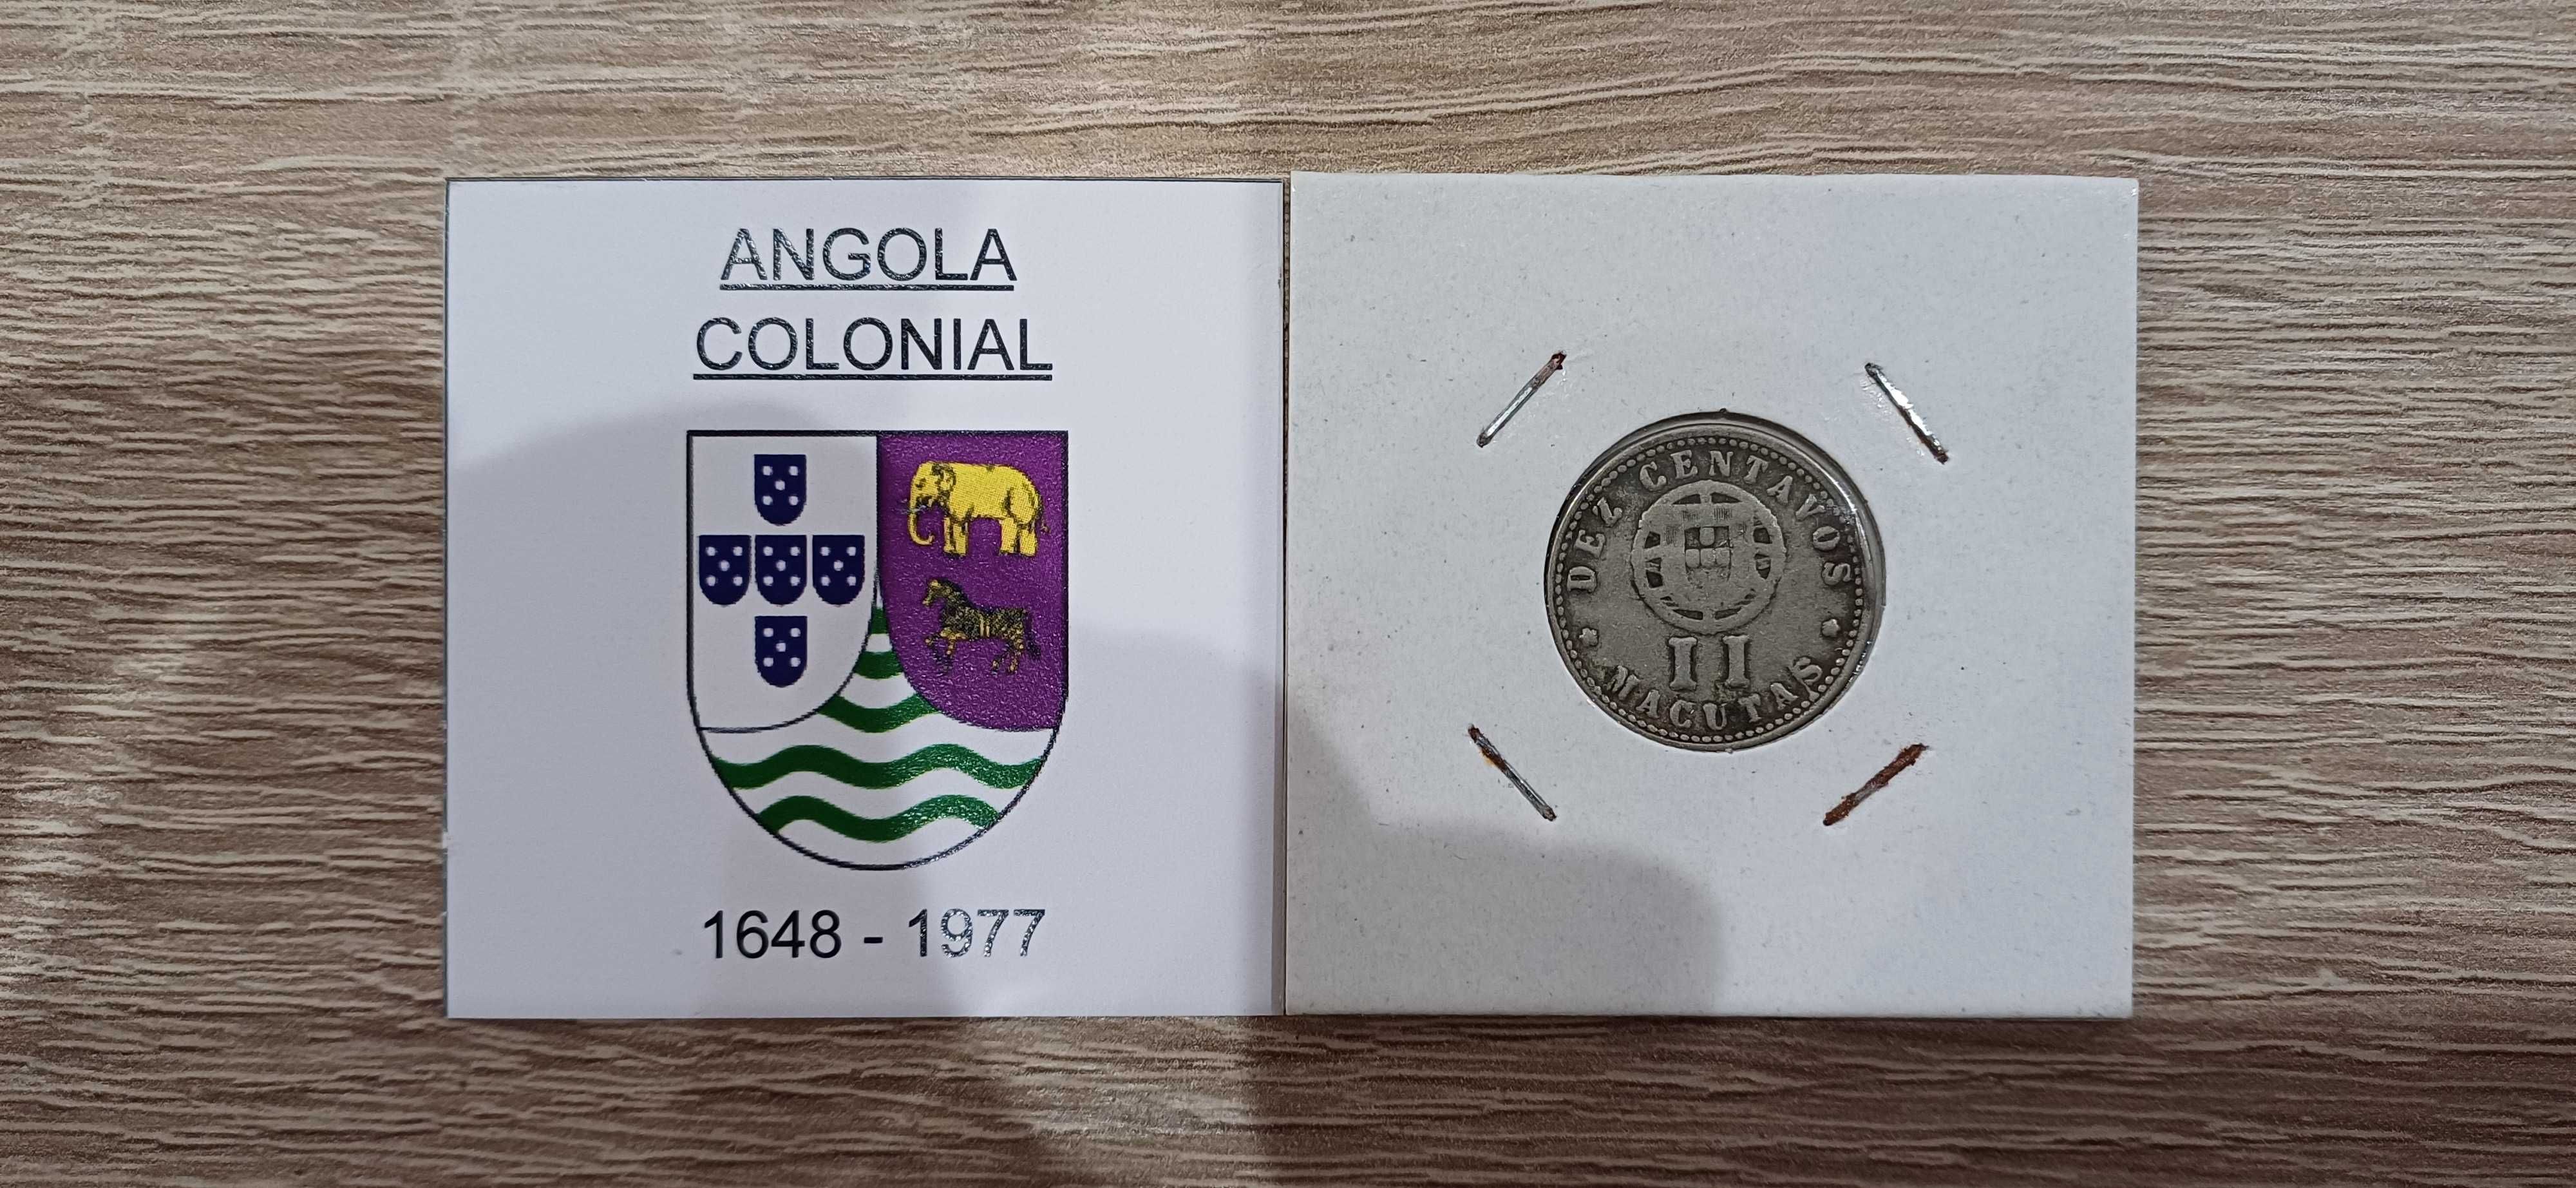 ANGOLA
COLONIAL
1648 - 1977
DEZ CENTAVOS
II
MACUTAS